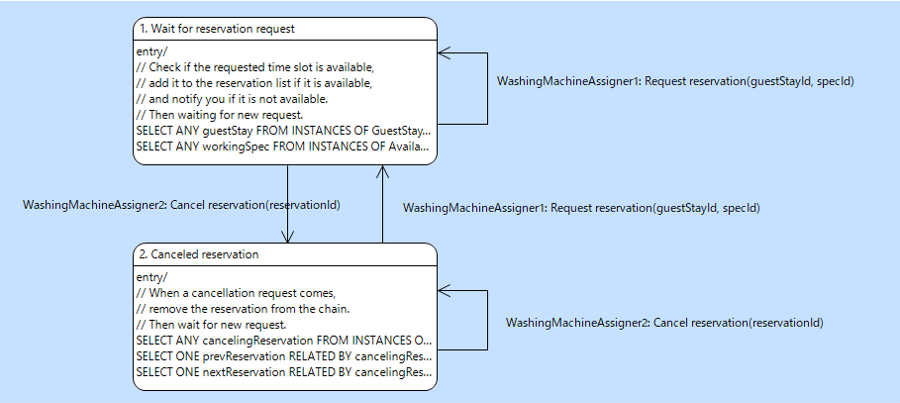 1. Wait for reservation request
entry/
// Check if the requested time slot is available,
// add it to the reservation list if it is available,
// and notify you if it is not available.
// Then waiting for new request.
SELECT ANY guestStay FROM INSTANCES OF GuestStay...
SELECT ANY workingSpec FROM INSTANCES OF Availa...
WashingMachineAssigner1: Request reservation(guestStayId, specId)
WashingMachineAssigner2: Cancel reservation(reservationId)
WashingMachineAssigner1: Request reservation(guestStayId, specId)
2. Canceled reservation
entry/
// When a cancellation request comes,
// remove the reservation from the chain.
// Then wait for new request.
SELECT ANY cancelingReservation FROM INSTANCES O...
SELECT ONE prevReservation RELATED BY cancelingRes...
SELECT ONE nextReservation RELATED BY cancelingRes...
WashingMachineAssigner2: Cancel reservation(reservationId)